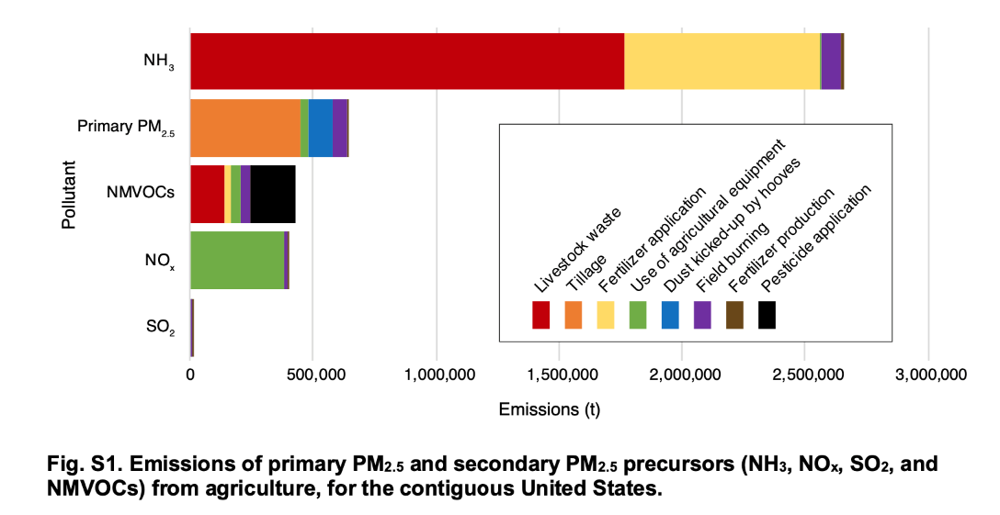 NH3
Primary PM2.5
NMVOCs
NOx
SO2
Pollutant
Livestock waste
Tillage
Fertilizer application
Use of agricultural equipment
Dust kicked-up by hooves
Field burning
Fertilizer production
Pesticide application
0 500,000 1,000,000 1,500,000 2,000,000 2,500,000 3,000,000
Emissions (t)
Fig. S1. Emissions of primary PM2.5 and secondary PM2.5 precursors (NH3, NOx, SO2, and
NMVOCs) from agriculture, for the contiguous United States.